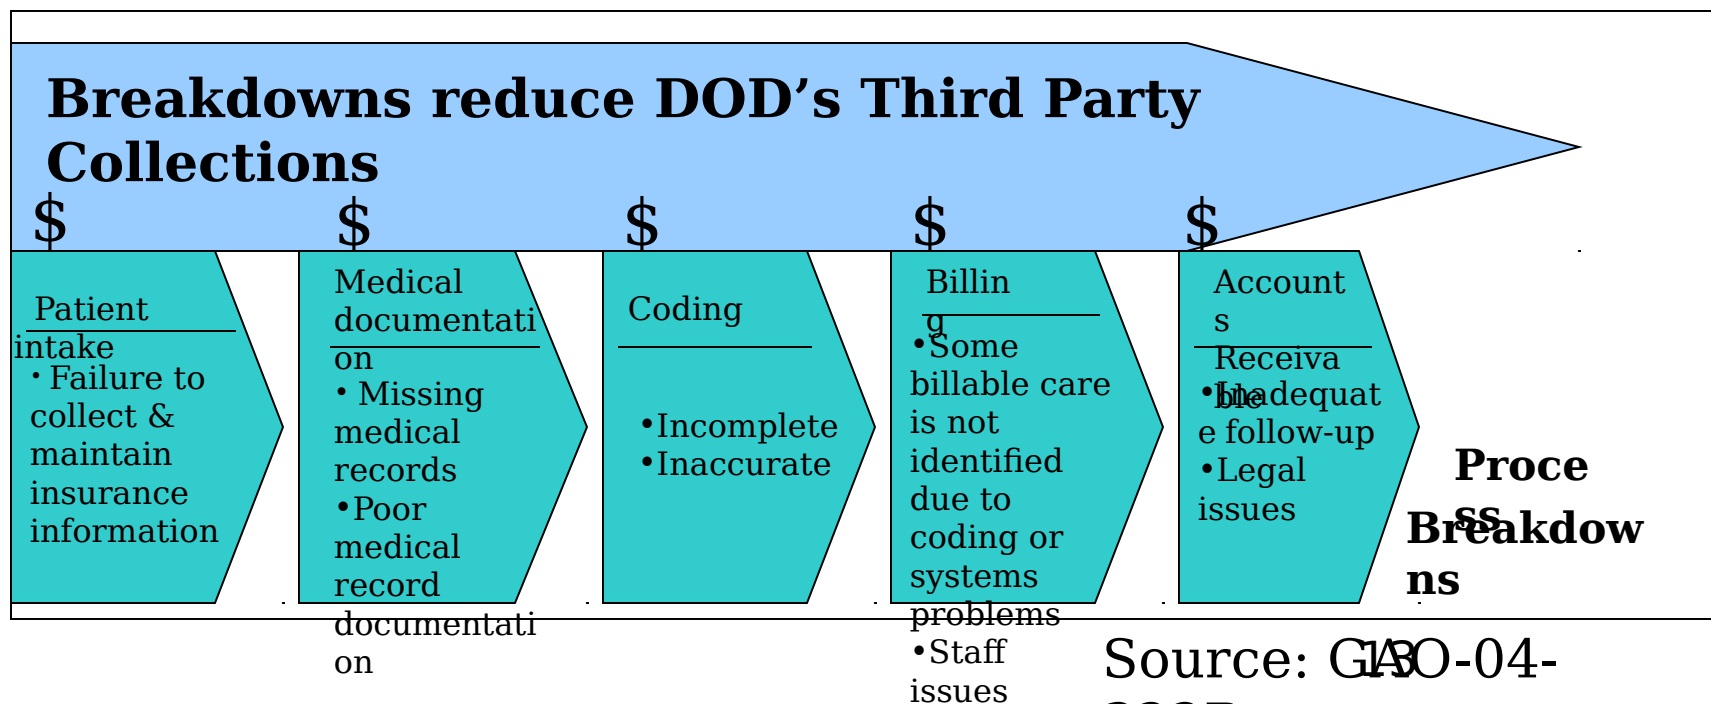 Breakdowns reduce DOD’s Third Party
Collections
$ $ $ $ $
Patient
intake
• Failure to
collect &
maintain
insurance
information
Medical
documentati
on
• Missing
medical
records
•Poor
medical
record
documentati
on
Coding
•Incomplete
•Inaccurate
Billin
g
•Some
billable care
is not
identified
due to
coding or
systems
problems
•Staff
issues
Account
s
Receiva
ble
•Inadequat
e follow-up
•Legal
issues
Proce
ss
Breakdow
ns
Source: GAO-04-
13